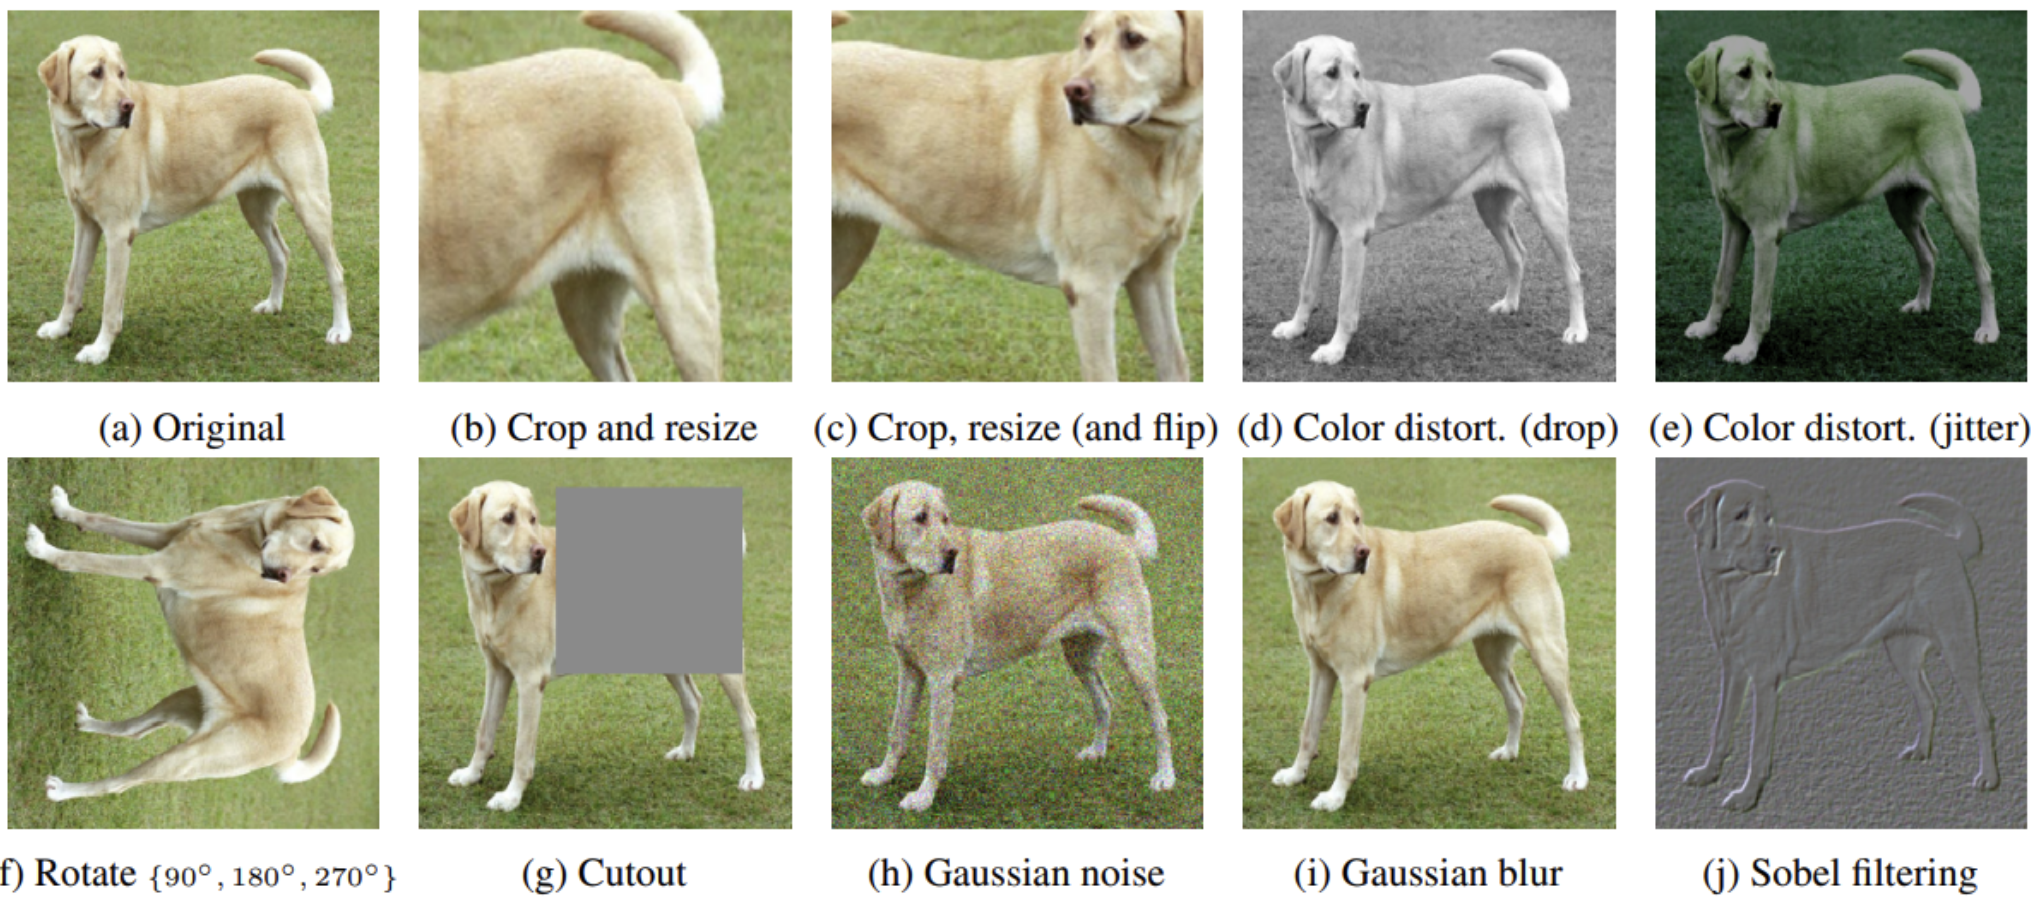 (a) Original
(b) Crop and resize
(c) Crop, resize (and flip)
(d) Color distort. (drop)
(e) Color distort. (jitter)
f) Rotate {90°, 180°, 270°}
(g) Cutout
(h) Gaussian noise
(i) Gaussian blur
(j) Sobel filtering